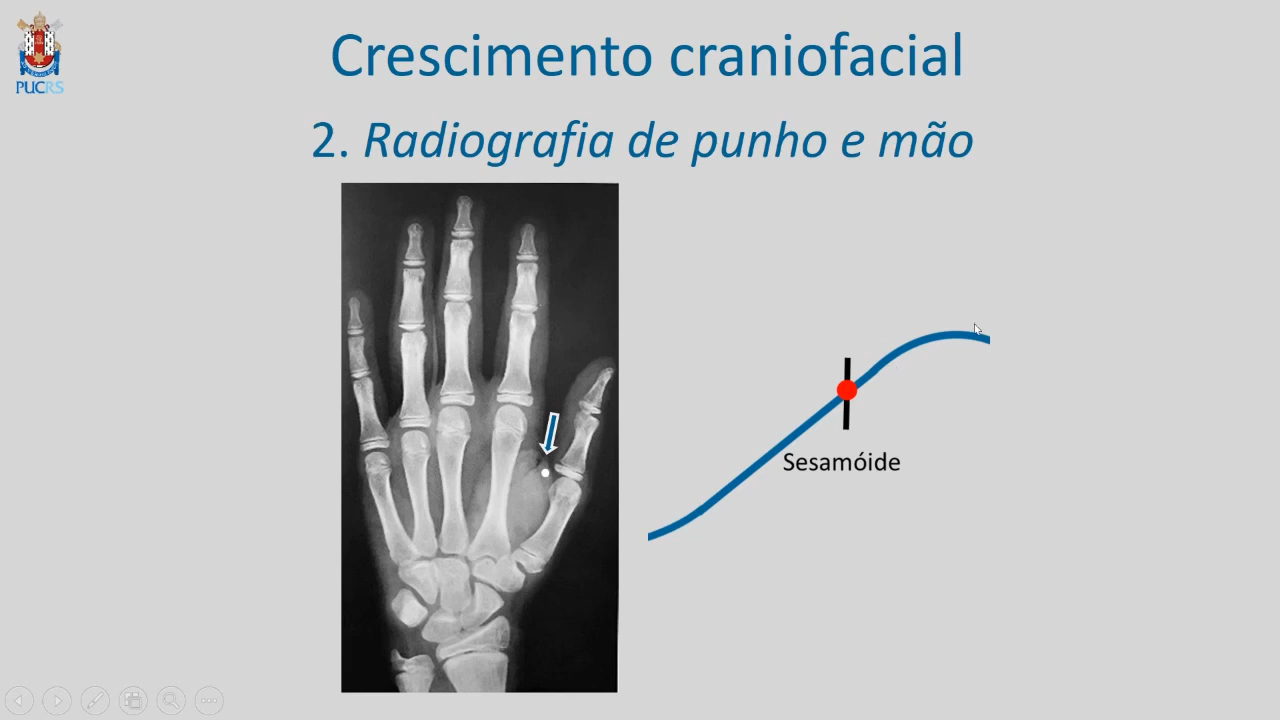 PUCRS
Crescimento craniofacial
2. Radiografia de punho e mão
Sesamóide